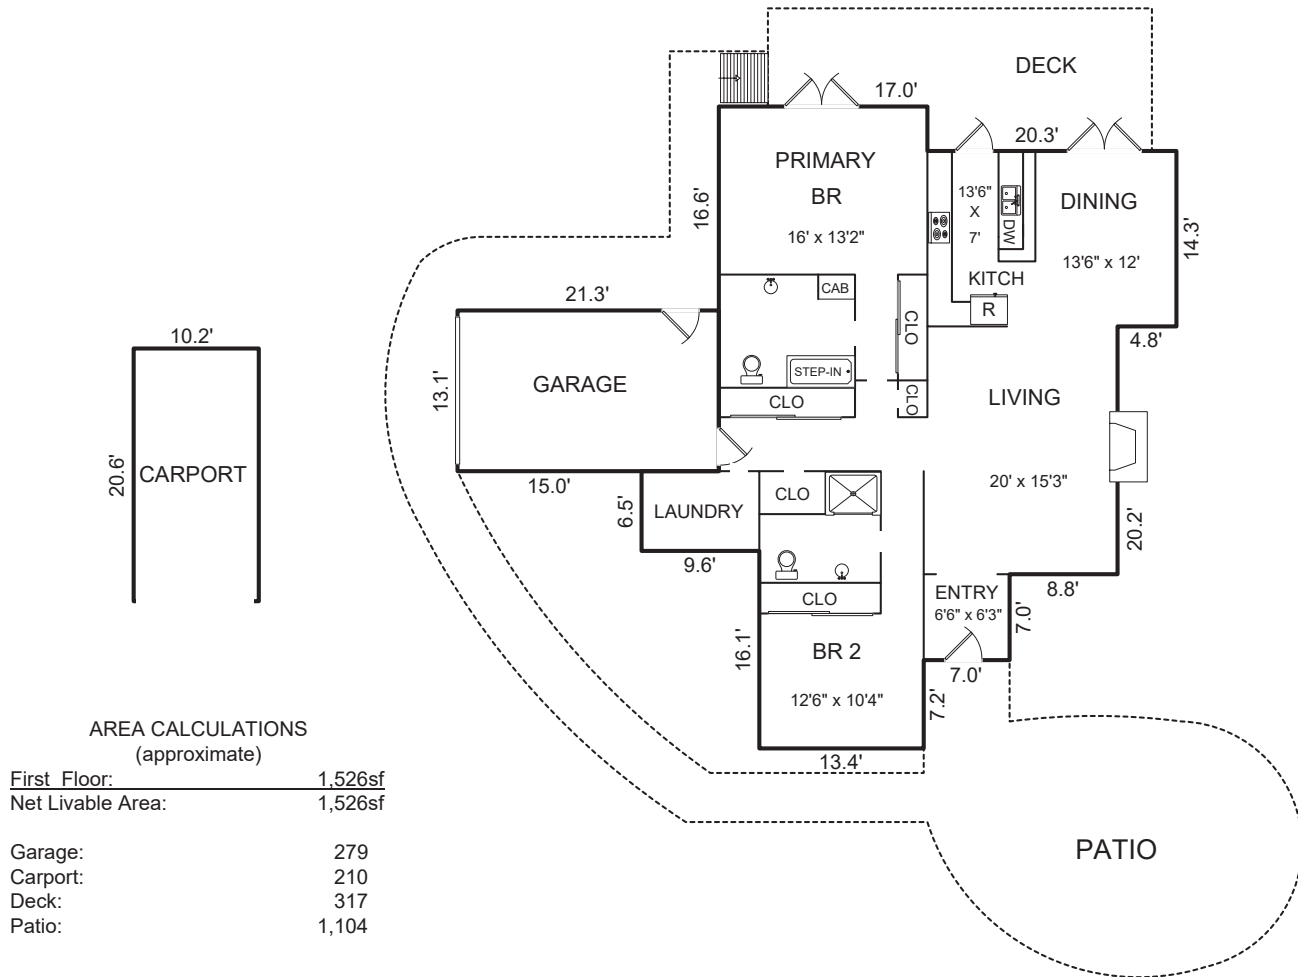 DECK
17.0'
20.3'
PRIMARY
BR
16' x 13'2"
16.6'
13'6"
X
7'
DW
DINING
13'6" x 12'
14.3'
KITCH
R
CAB
CLO
21.3'
STEP-IN
4.8'
10.2'
13.1'
GARAGE
CLO
CLO
LIVING
20' x 15'3"
20.6'
CARPORT
15.0'
6.5'
LAUNDRY
CLO
20.2'
9.6'
CLO
ENTRY
6'6" x 6'3"
8.8'
7.0'
16.1'
BR 2
12'6" x 10'4"
7.0'
7.2'
13.4'
PATIO
AREA CALCULATIONS
(approximate)
First Floor: 1,526sf
Net Livable Area: 1,526sf
Garage: 279
Carport: 210
Deck: 317
Patio: 1,104